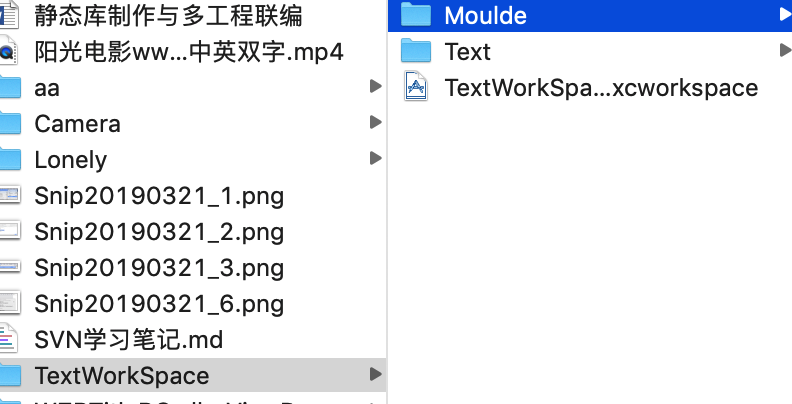 静态库制作与多工程联编
阳光电影ww...中英双字.mp4
aa
Camera
Lonely
Snip20190321_1.png
Snip20190321_2.png
Snip20190321_3.png
Snip20190321_6.png
SVN学习笔记.md
TextWorkSpace
Moulde
Text
TextWorkSpa...xcworkspace